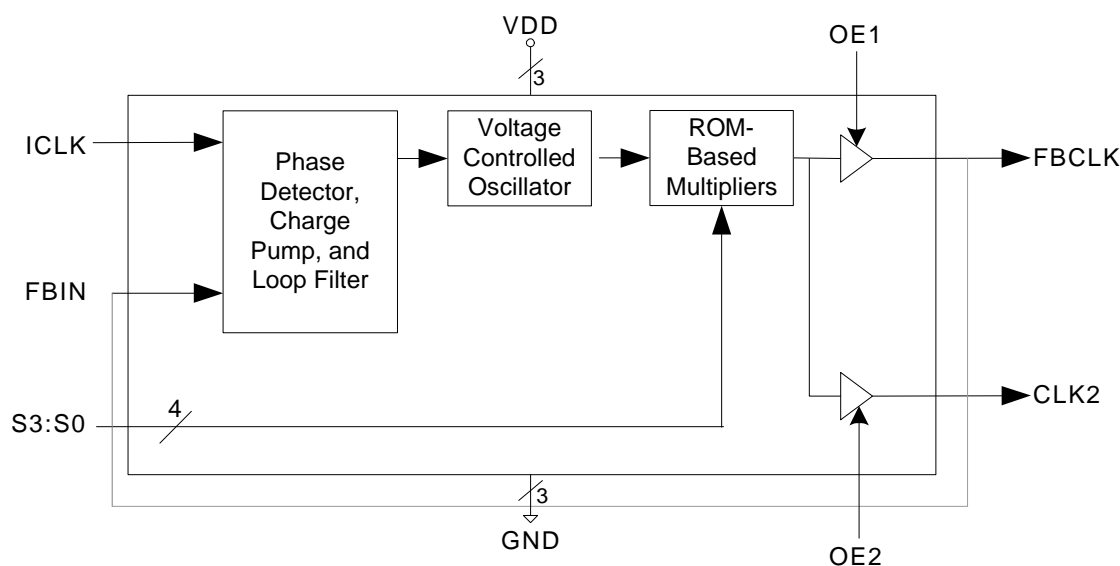 VDD
3
OE1
ICLK
Phase
Detector,
Charge
Pump, and
Loop Filter
Voltage
Controlled
Oscillator
ROM-
Based
Multipliers
FBCLK
FBIN
S3:S0
4
CLK2
3
GND
OE2